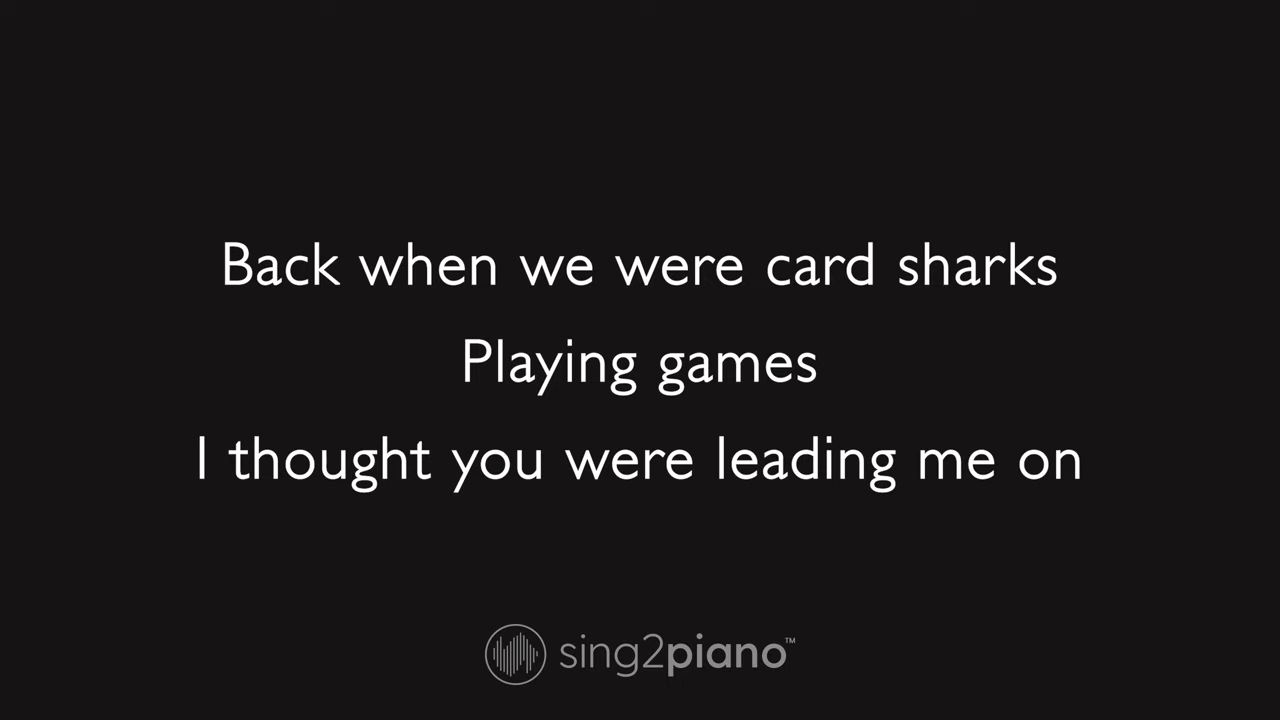 Back when we were card sharks
Playing games
I thought you were leading me on
sing2piano™